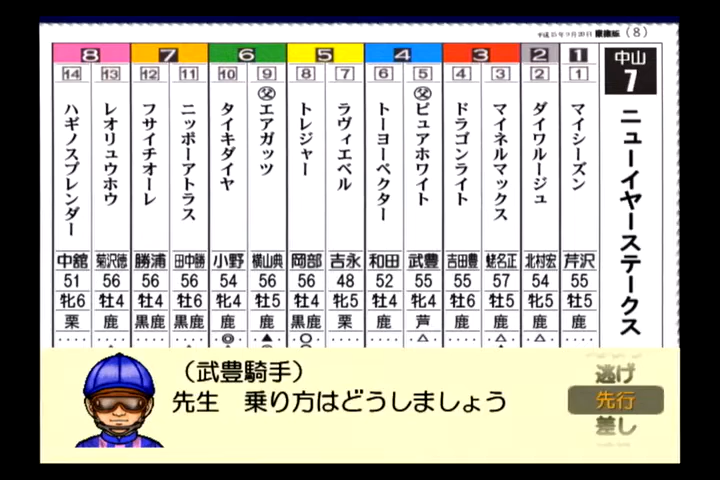 (8)
中山
7
ニューイヤーステークス
1 1 マイシーズン 芹沢 55 牡5 鹿
2 2 ダイワルージュ 北村宏 54 牝5 鹿
3 3 マイネルマックス 蛯名正 57 牡5 鹿
4 ドラゴンライト 吉田豊 55 牡6 鹿
4 5 父 ピュアホワイト 武豊 55 牝4 芦
6 トーヨーベクター 和田 52 牡4 鹿
5 7 ラヴィエベル 吉永 48 牝5 栗
8 トレジャー 岡部 56 牡4 黒鹿
6 9 父 エアガッツ 横山典 56 牡5 鹿
10 タイキダイヤ 小野 54 牝4 鹿
7 11 ニッポーアトラス 田中勝 56 牡6 黒鹿
12 フサイチオーレ 勝浦 56 牡4 黒鹿
8 13 レオリュウホウ 菊沢徳 56 牡4 鹿
14 ハギノスプレンダー 中舘 51 牝6 栗
(武豊騎手)
先生 乗り方はどうしましょう
逃げ
先行
差し